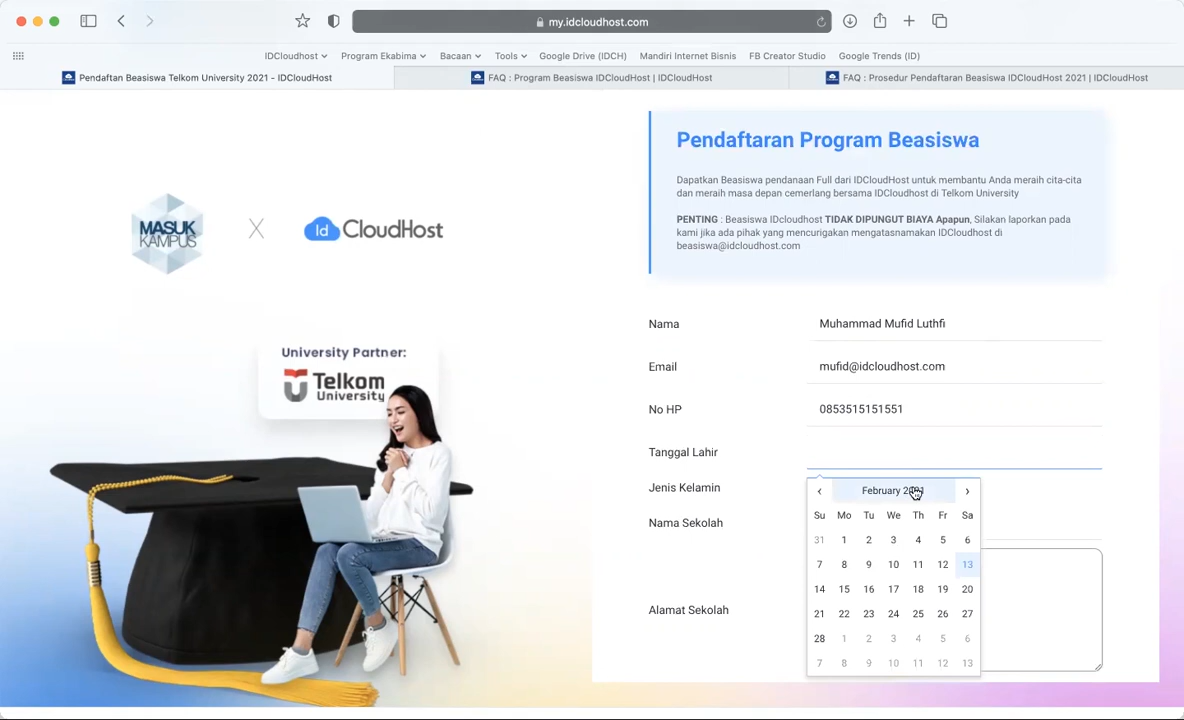 my.idcloudhost.com
IDCloudhost
Program Ekabima
Bacaan
Tools
Google Drive (IDCH)
Mandiri Internet Bisnis
FB Creator Studio
Google Trends (ID)
Pendaftan Beasiswa Telkom University 2021 - IDCloudHost
FAQ : Program Beasiswa IDCloudHost | IDCloudHost
FAQ : Prosedur Pendaftaran Beasiswa IDCloudHost 2021 | IDCloudHost
MASUK
KAMPUS
X
Id CloudHost
University Partner:
Telkom
University
Pendaftaran Program Beasiswa
Dapatkan Beasiswa pendanaan Full dari IDCloudHost untuk membantu Anda meraih cita-cita
dan meraih masa depan cemerlang bersama IDCloudhost di Telkom University
PENTING : Beasiswa IDcloudhost TIDAK DIPUNGUT BIAYA Apapun, Silakan laporkan pada
kami jika ada pihak yang mencurigakan mengatasnamakan IDCloudhost di
beasiswa@idcloudhost.com
Nama Muhammad Mufid Luthfi
Email mufid@idcloudhost.com
No HP 0853515151551
Tanggal Lahir
Jenis Kelamin
Nama Sekolah
Alamat Sekolah
‹ February 2021 ›
Su Mo Tu We Th Fr Sa
31 1 2 3 4 5 6
7 8 9 10 11 12 13
14 15 16 17 18 19 20
21 22 23 24 25 26 27
28 1 2 3 4 5 6
7 8 9 10 11 12 13